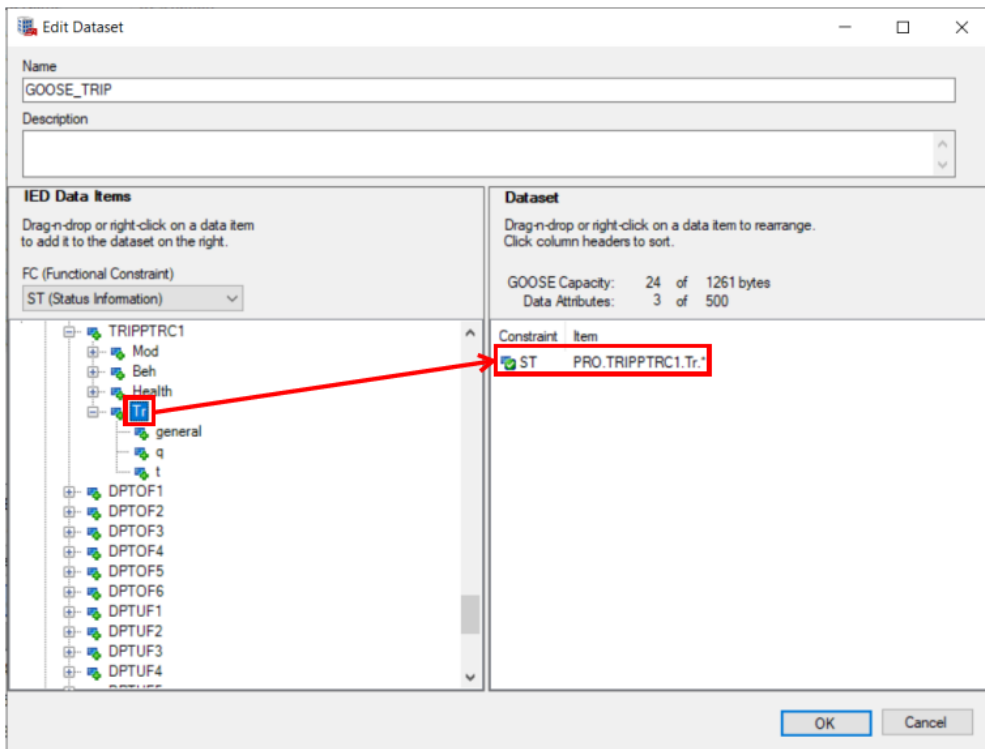 Edit Dataset
Name
GOOSE_TRIP
Description
IED Data Items
Drag-n-drop or right-click on a data item
to add it to the dataset on the right.
FC (Functional Constraint)
ST (Status Information)
TRIPPTRC1
Mod
Beh
Health
Tr
general
q
t
DPTOF1
DPTOF2
DPTOF3
DPTOF4
DPTOF5
DPTOF6
DPTUF1
DPTUF2
DPTUF3
DPTUF4
Dataset
Drag-n-drop or right-click on a data item to rearrange.
Click column headers to sort.
GOOSE Capacity: 24 of 1261 bytes
Data Attributes: 3 of 500
Constraint Item
ST PRO.TRIPPTRC1.Tr.*
OK Cancel